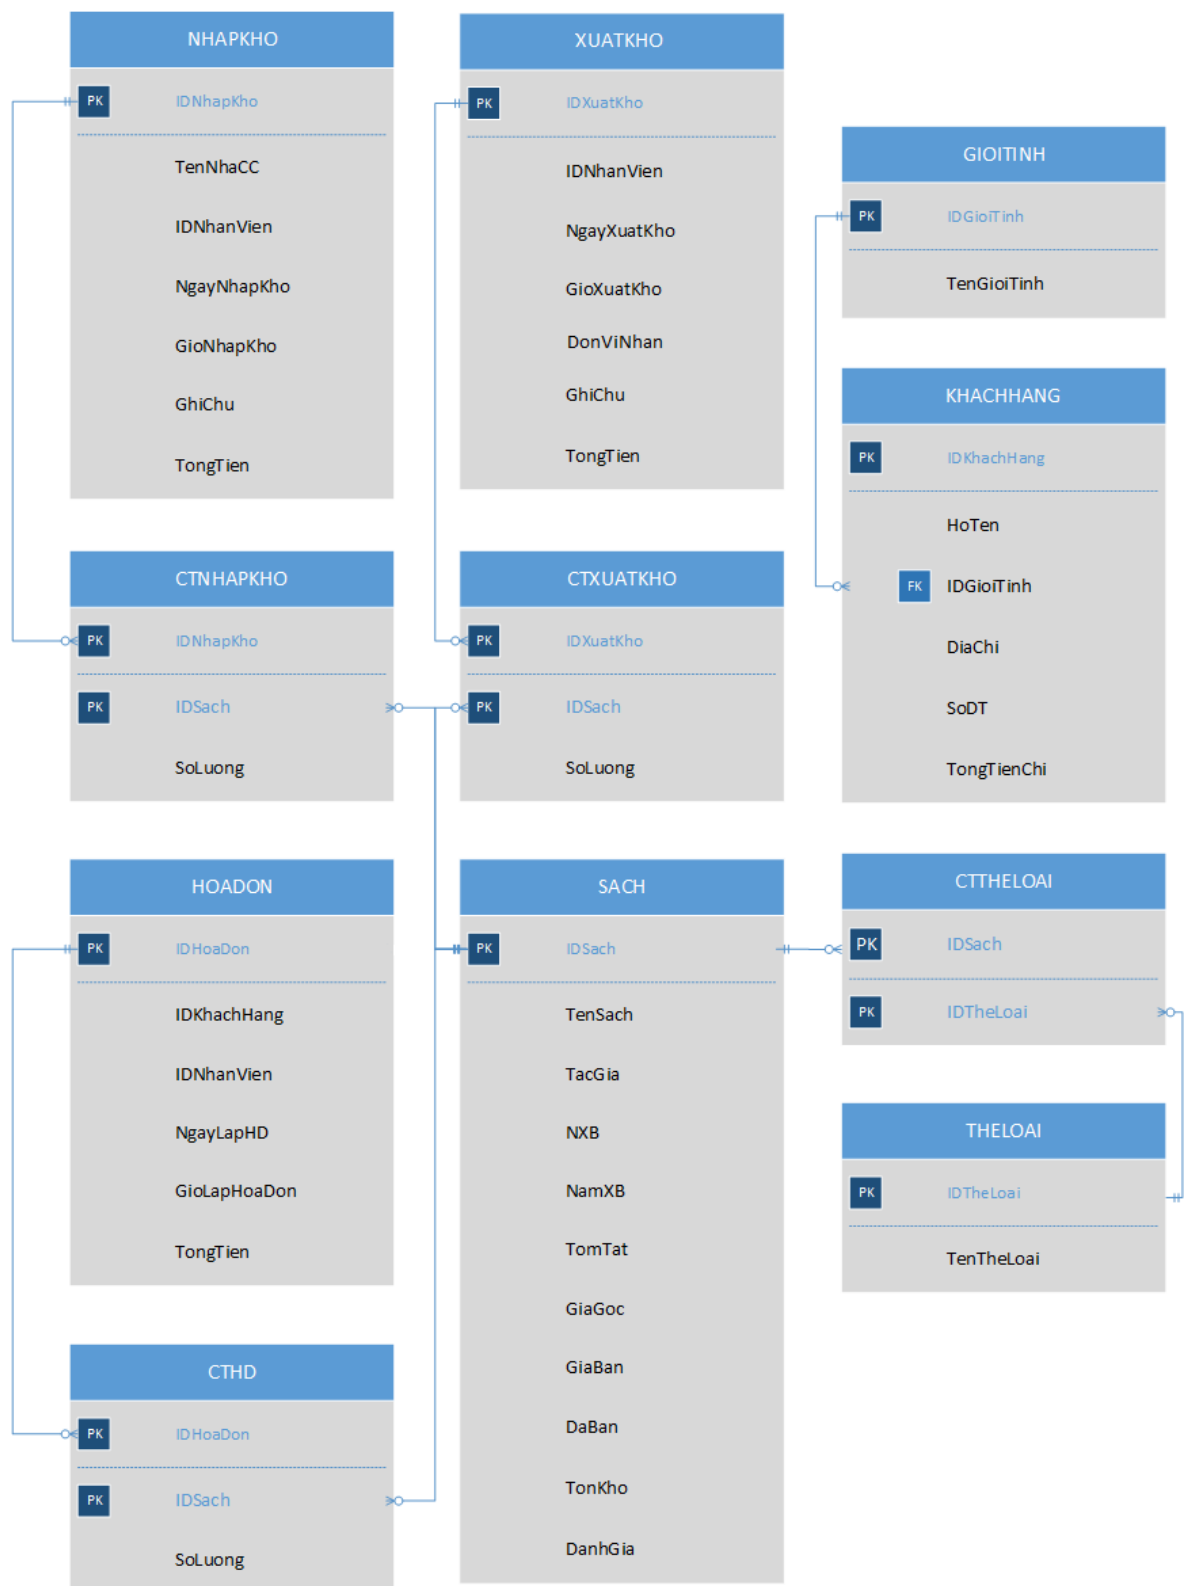 NHAPKHO
PK IDNhapKho
TenNhaCC
IDNhanVien
NgayNhapKho
GioNhapKho
GhiChu
TongTien
XUATKHO
PK IDXuatKho
IDNhanVien
NgayXuatKho
GioXuatKho
DonViNhan
GhiChu
TongTien
GIOITINH
PK IDGioiTinh
TenGioiTinh
KHACHHANG
PK IDKhachHang
HoTen
FK IDGioiTinh
DiaChi
SoDT
TongTienChi
CTNHAPKHO
PK IDNhapKho
PK IDSach
SoLuong
CTXUATKHO
PK IDXuatKho
PK IDSach
SoLuong
HOADON
PK IDHoaDon
IDKhachHang
IDNhanVien
NgayLapHD
GioLapHoaDon
TongTien
SACH
PK IDSach
TenSach
TacGia
NXB
NamXB
TomTat
GiaGoc
GiaBan
DaBan
TonKho
DanhGia
CTTHELOAI
PK IDSach
PK IDTheLoai
THELOAI
PK IDTheLoai
TenTheLoai
CTHD
PK IDHoaDon
PK IDSach
SoLuong